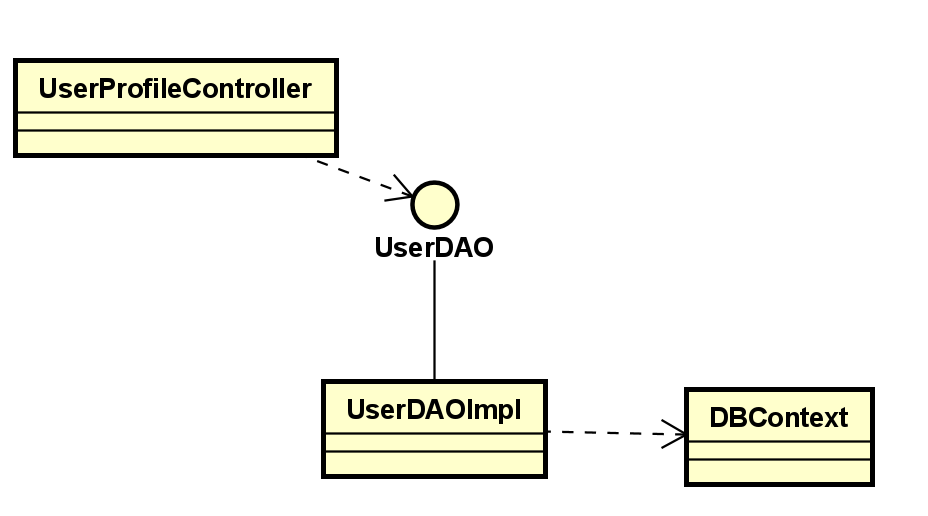 UserProfileController
UserDAO
UserDAOImpl
DBContext